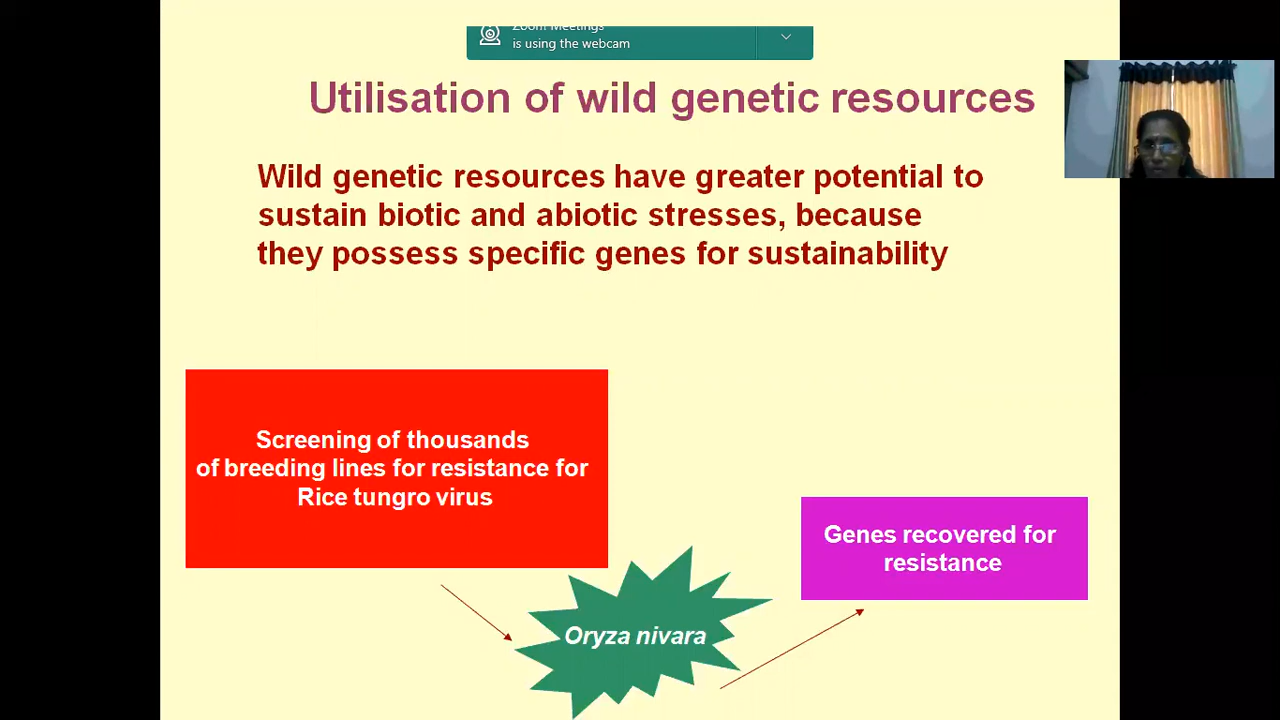 Zoom Meetings
is using the webcam
Utilisation of wild genetic resources
Wild genetic resources have greater potential to
sustain biotic and abiotic stresses, because
they possess specific genes for sustainability
Screening of thousands
of breeding lines for resistance for
Rice tungro virus
Genes recovered for
resistance
Oryza nivara